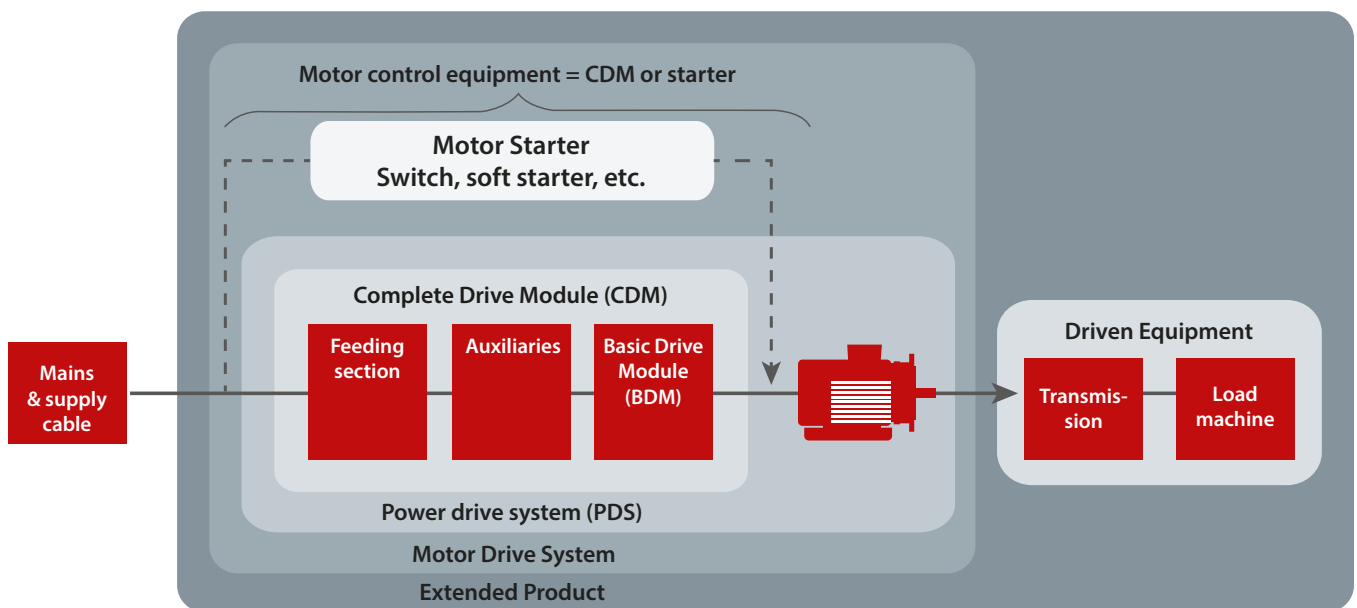 Motor control equipment = CDM or starter
Motor Starter
Switch, soft starter, etc.
Complete Drive Module (CDM)
Feeding
section
Auxiliaries
Basic Drive
Module
(BDM)
Mains
& supply
cable
Driven Equipment
Transmis-
sion
Load
machine
Power drive system (PDS)
Motor Drive System
Extended Product